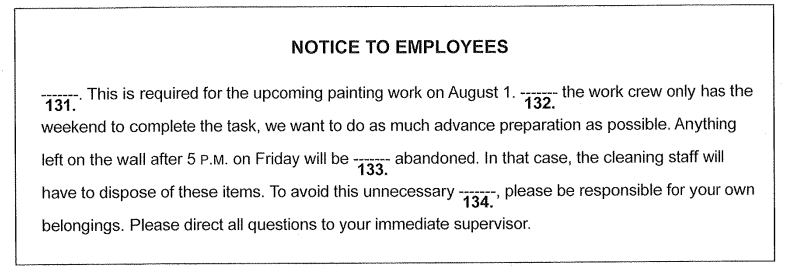 NOTICE TO EMPLOYEES
-------. This is required for the upcoming painting work on August 1. ------- the work crew only has the
131. 132.
weekend to complete the task, we want to do as much advance preparation as possible. Anything
left on the wall after 5 P.M. on Friday will be ------- abandoned. In that case, the cleaning staff will
133.
have to dispose of these items. To avoid this unnecessary -------, please be responsible for your own
134.
belongings. Please direct all questions to your immediate supervisor.